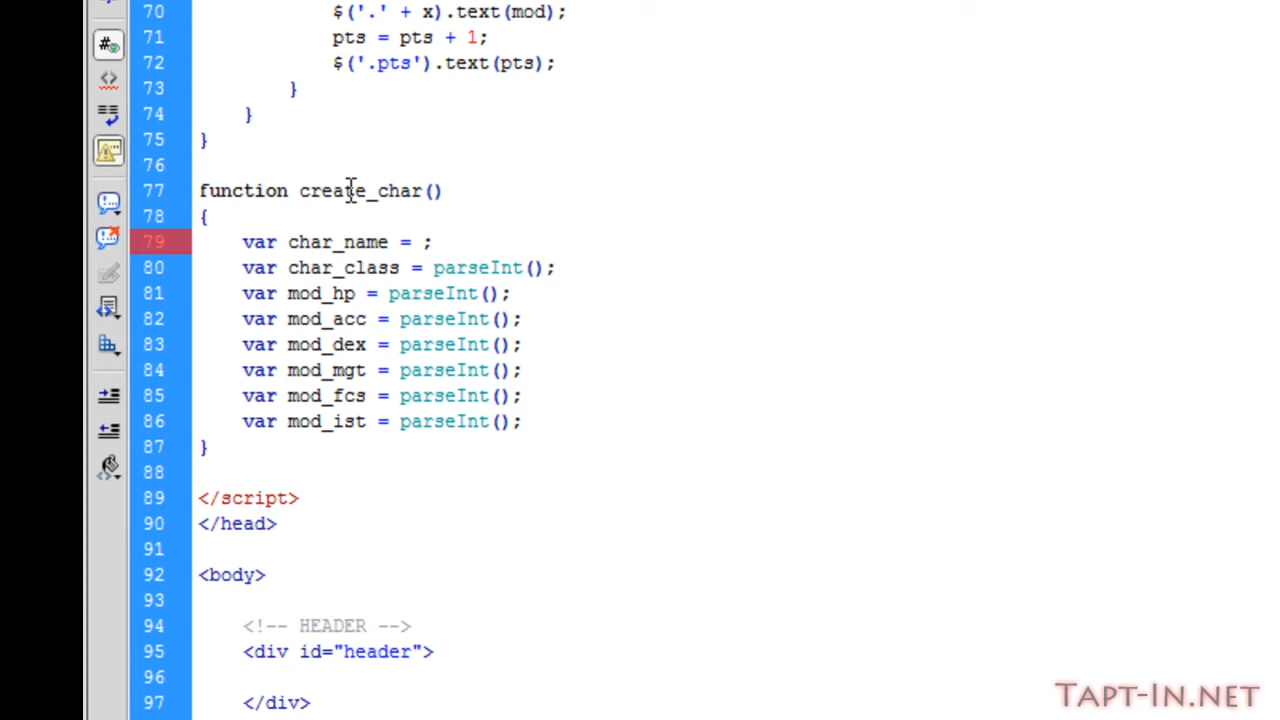 70 $('.' + x).text(mod);
71 pts = pts + 1;
72 $('.pts').text(pts);
73 }
74 }
75 }
76
77 function create_char()
78 {
79 var char_name = ;
80 var char_class = parseInt();
81 var mod_hp = parseInt();
82 var mod_acc = parseInt();
83 var mod_dex = parseInt();
84 var mod_mgt = parseInt();
85 var mod_fcs = parseInt();
86 var mod_ist = parseInt();
87 }
88
89 </script>
90 </head>
91
92 <body>
93
94 <!-- HEADER -->
95 <div id="header">
96
97 </div>
TAPT-IN.NET